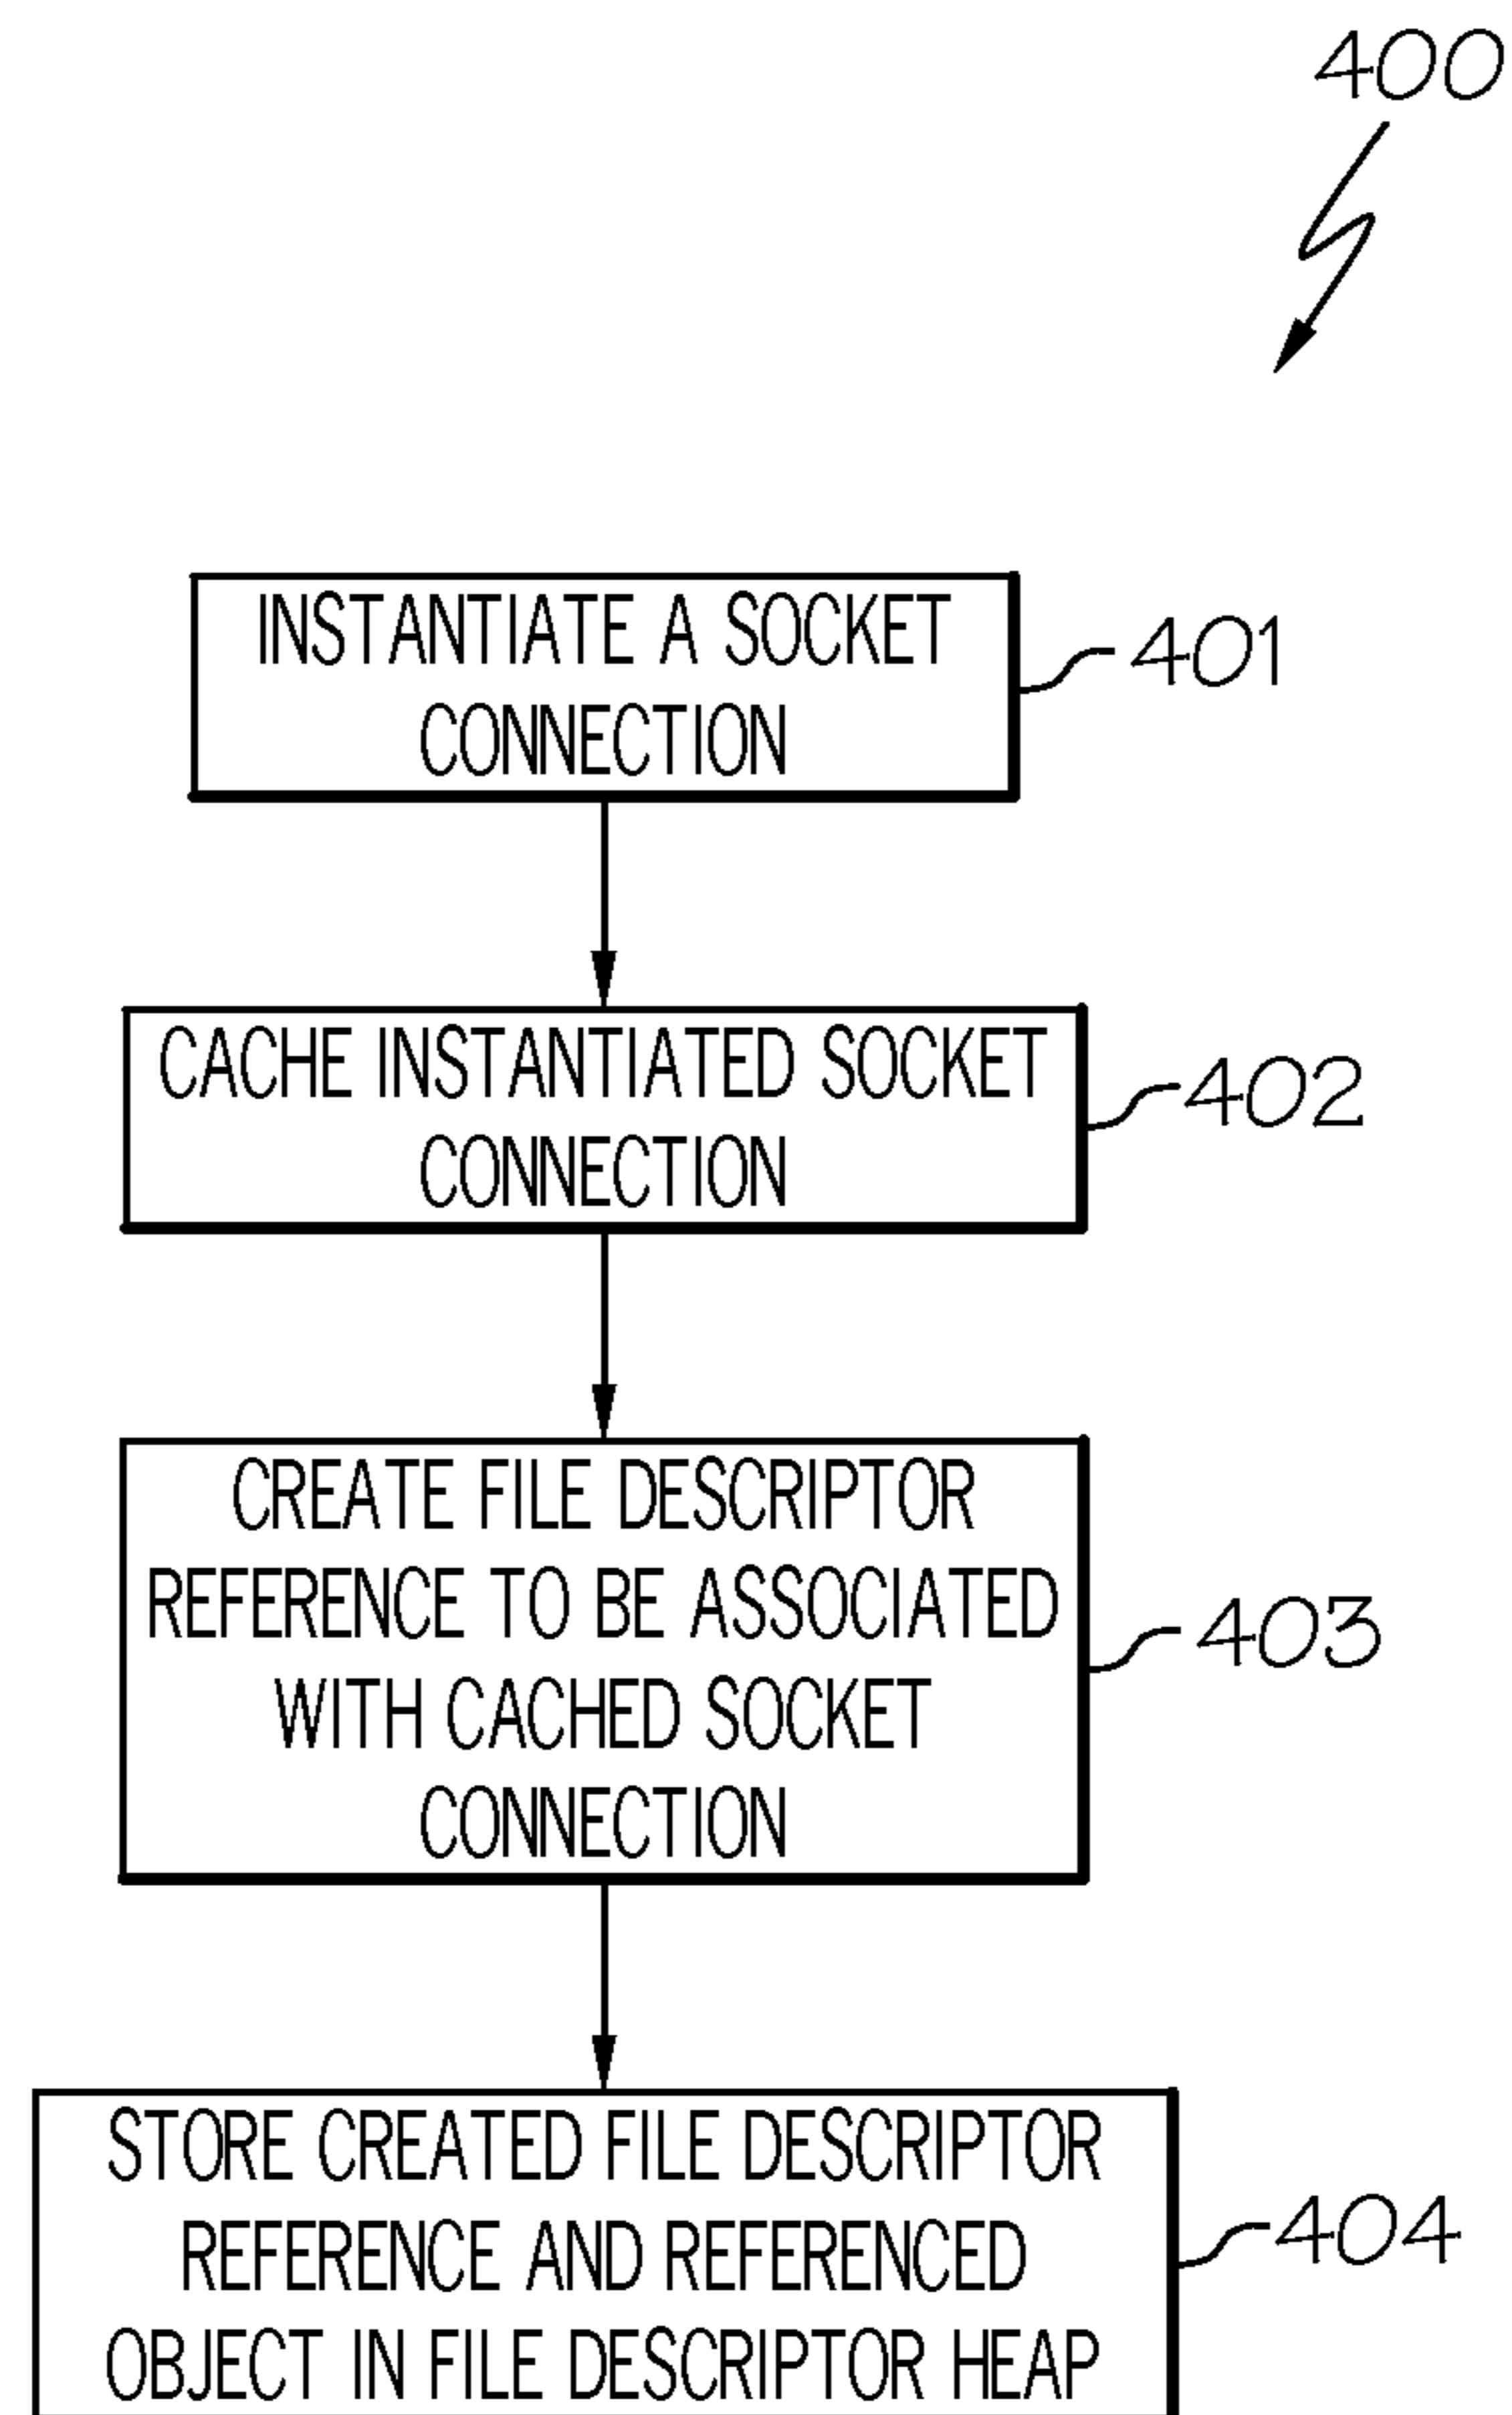 400
INSTANTIATE A SOCKET
CONNECTION
401
CACHE INSTANTIATED SOCKET
CONNECTION
402
CREATE FILE DESCRIPTOR
REFERENCE TO BE ASSOCIATED
WITH CACHED SOCKET
CONNECTION
403
STORE CREATED FILE DESCRIPTOR
REFERENCE AND REFERENCED
OBJECT IN FILE DESCRIPTOR HEAP
404